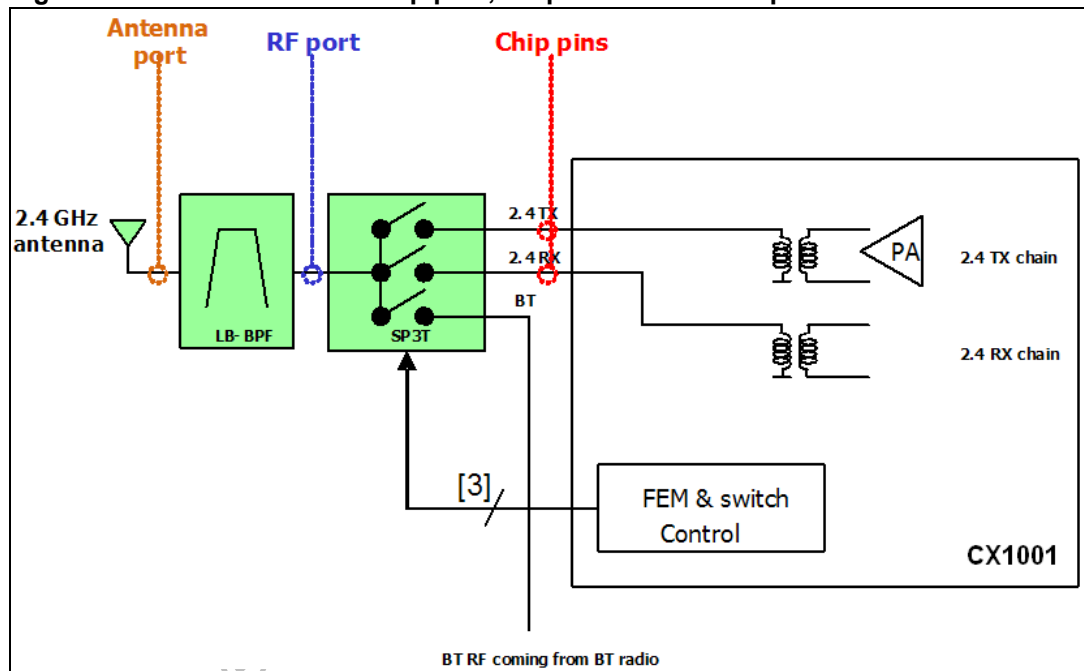 Antenna port
RF port
Chip pins
2.4 GHz
antenna
2.4 TX
2.4 RX
BT
LB- BPF
SP3T
PA
2.4 TX chain
2.4 RX chain
[3]
FEM & switch
Control
CX1001
BT RF coming from BT radio